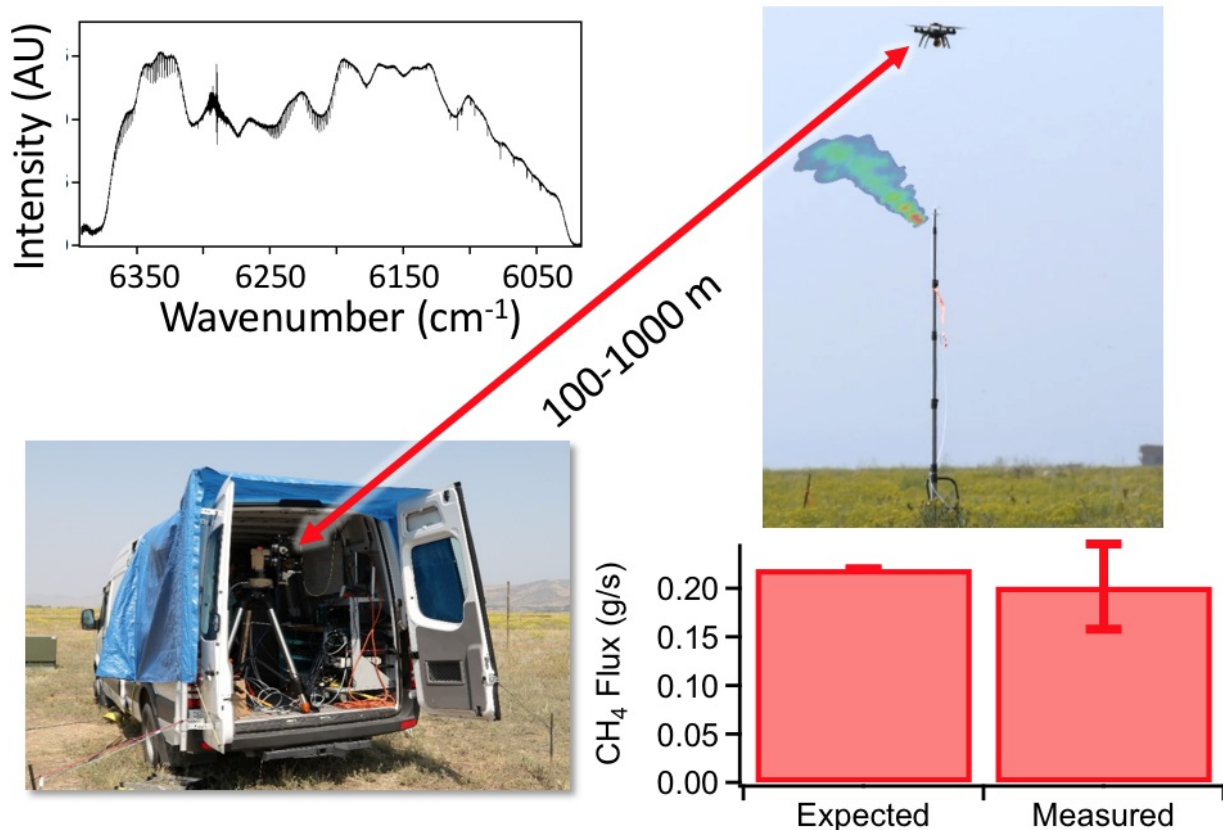 Intensity (AU)
6350 6250 6150 6050
Wavenumber (cm⁻¹)
100-1000 m
CH₄ Flux (g/s)
0.20
0.15
0.10
0.05
0.00
Expected Measured